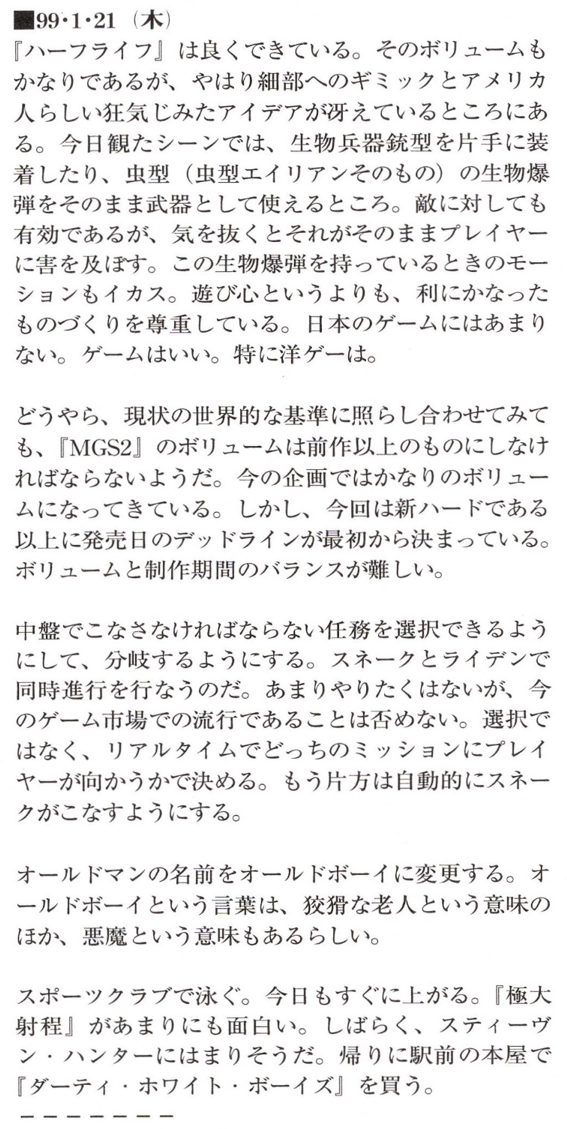 ■99・1・21（木）
『ハーフライフ』は良くできている。そのボリュームも
かなりであるが、やはり細部へのギミックとアメリカ
人らしい狂気じみたアイデアが冴えているところにあ
る。今日観たシーンでは、生物兵器銃型を片手に装
着したり、虫型（虫型エイリアンそのもの）の生物爆
弾をそのまま武器として使えるところ。敵に対しても
有効であるが、気を抜くとそれがそのままプレイヤー
に害を及ぼす。この生物爆弾を持っているときのモー
ションもイカス。遊び心というよりも、利にかなった
ものづくりを尊重している。日本のゲームにはあまり
ない。ゲームはいい。特に洋ゲーは。
どうやら、現状の世界的な基準に照らし合わせてみて
も、『MGS2』のボリュームは前作以上のものにしなけ
ればならないようだ。今の企画ではかなりのボリュー
ムになってきている。しかし、今回は新ハードである
以上に発売日のデッドラインが最初から決まっている。
ボリュームと制作期間のバランスが難しい。
中盤でこなさなければならない任務を選択できるよう
にして、分岐するようにする。スネークとライデンで
同時進行を行なうのだ。あまりやりたくはないが、今
のゲーム市場での流行であることは否めない。選択で
はなく、リアルタイムでどっちのミッションにプレイ
ヤーが向かうかで決める。もう片方は自動的にスネー
クがこなすようにする。
オールドマンの名前をオールドボーイに変更する。オ
ールドボーイという言葉は、狡猾な老人という意味の
ほか、悪魔という意味もあるらしい。
スポーツクラブで泳ぐ。今日もすぐに上がる。『極大
射程』があまりにも面白い。しばらく、スティーヴ
ン・ハンターにはまりそうだ。帰りに駅前の本屋で
『ダーティ・ホワイト・ボーイズ』を買う。
－－－－－－－